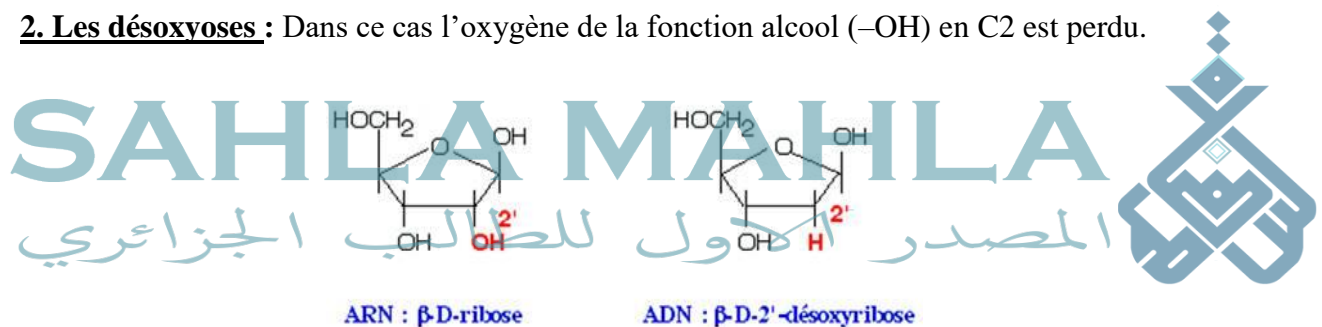 2. Les désoxyoses : Dans ce cas l’oxygène de la fonction alcool (–OH) en C2 est perdu.
SAHLA MAHLA
HOCH2 O OH HOCH2 O OH
2' 2'
OH OH OH H
المصدر الاول للطالب الجزائري
ARN : β-D-ribose ADN : β-D-2'-désoxyribose